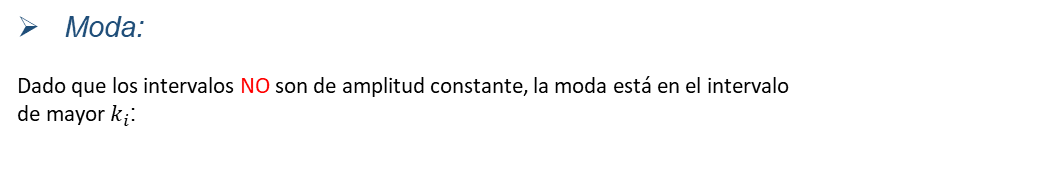 ➢ Moda:
Dado que los intervalos NO son de amplitud constante, la moda está en el intervalo
de mayor kᵢ: